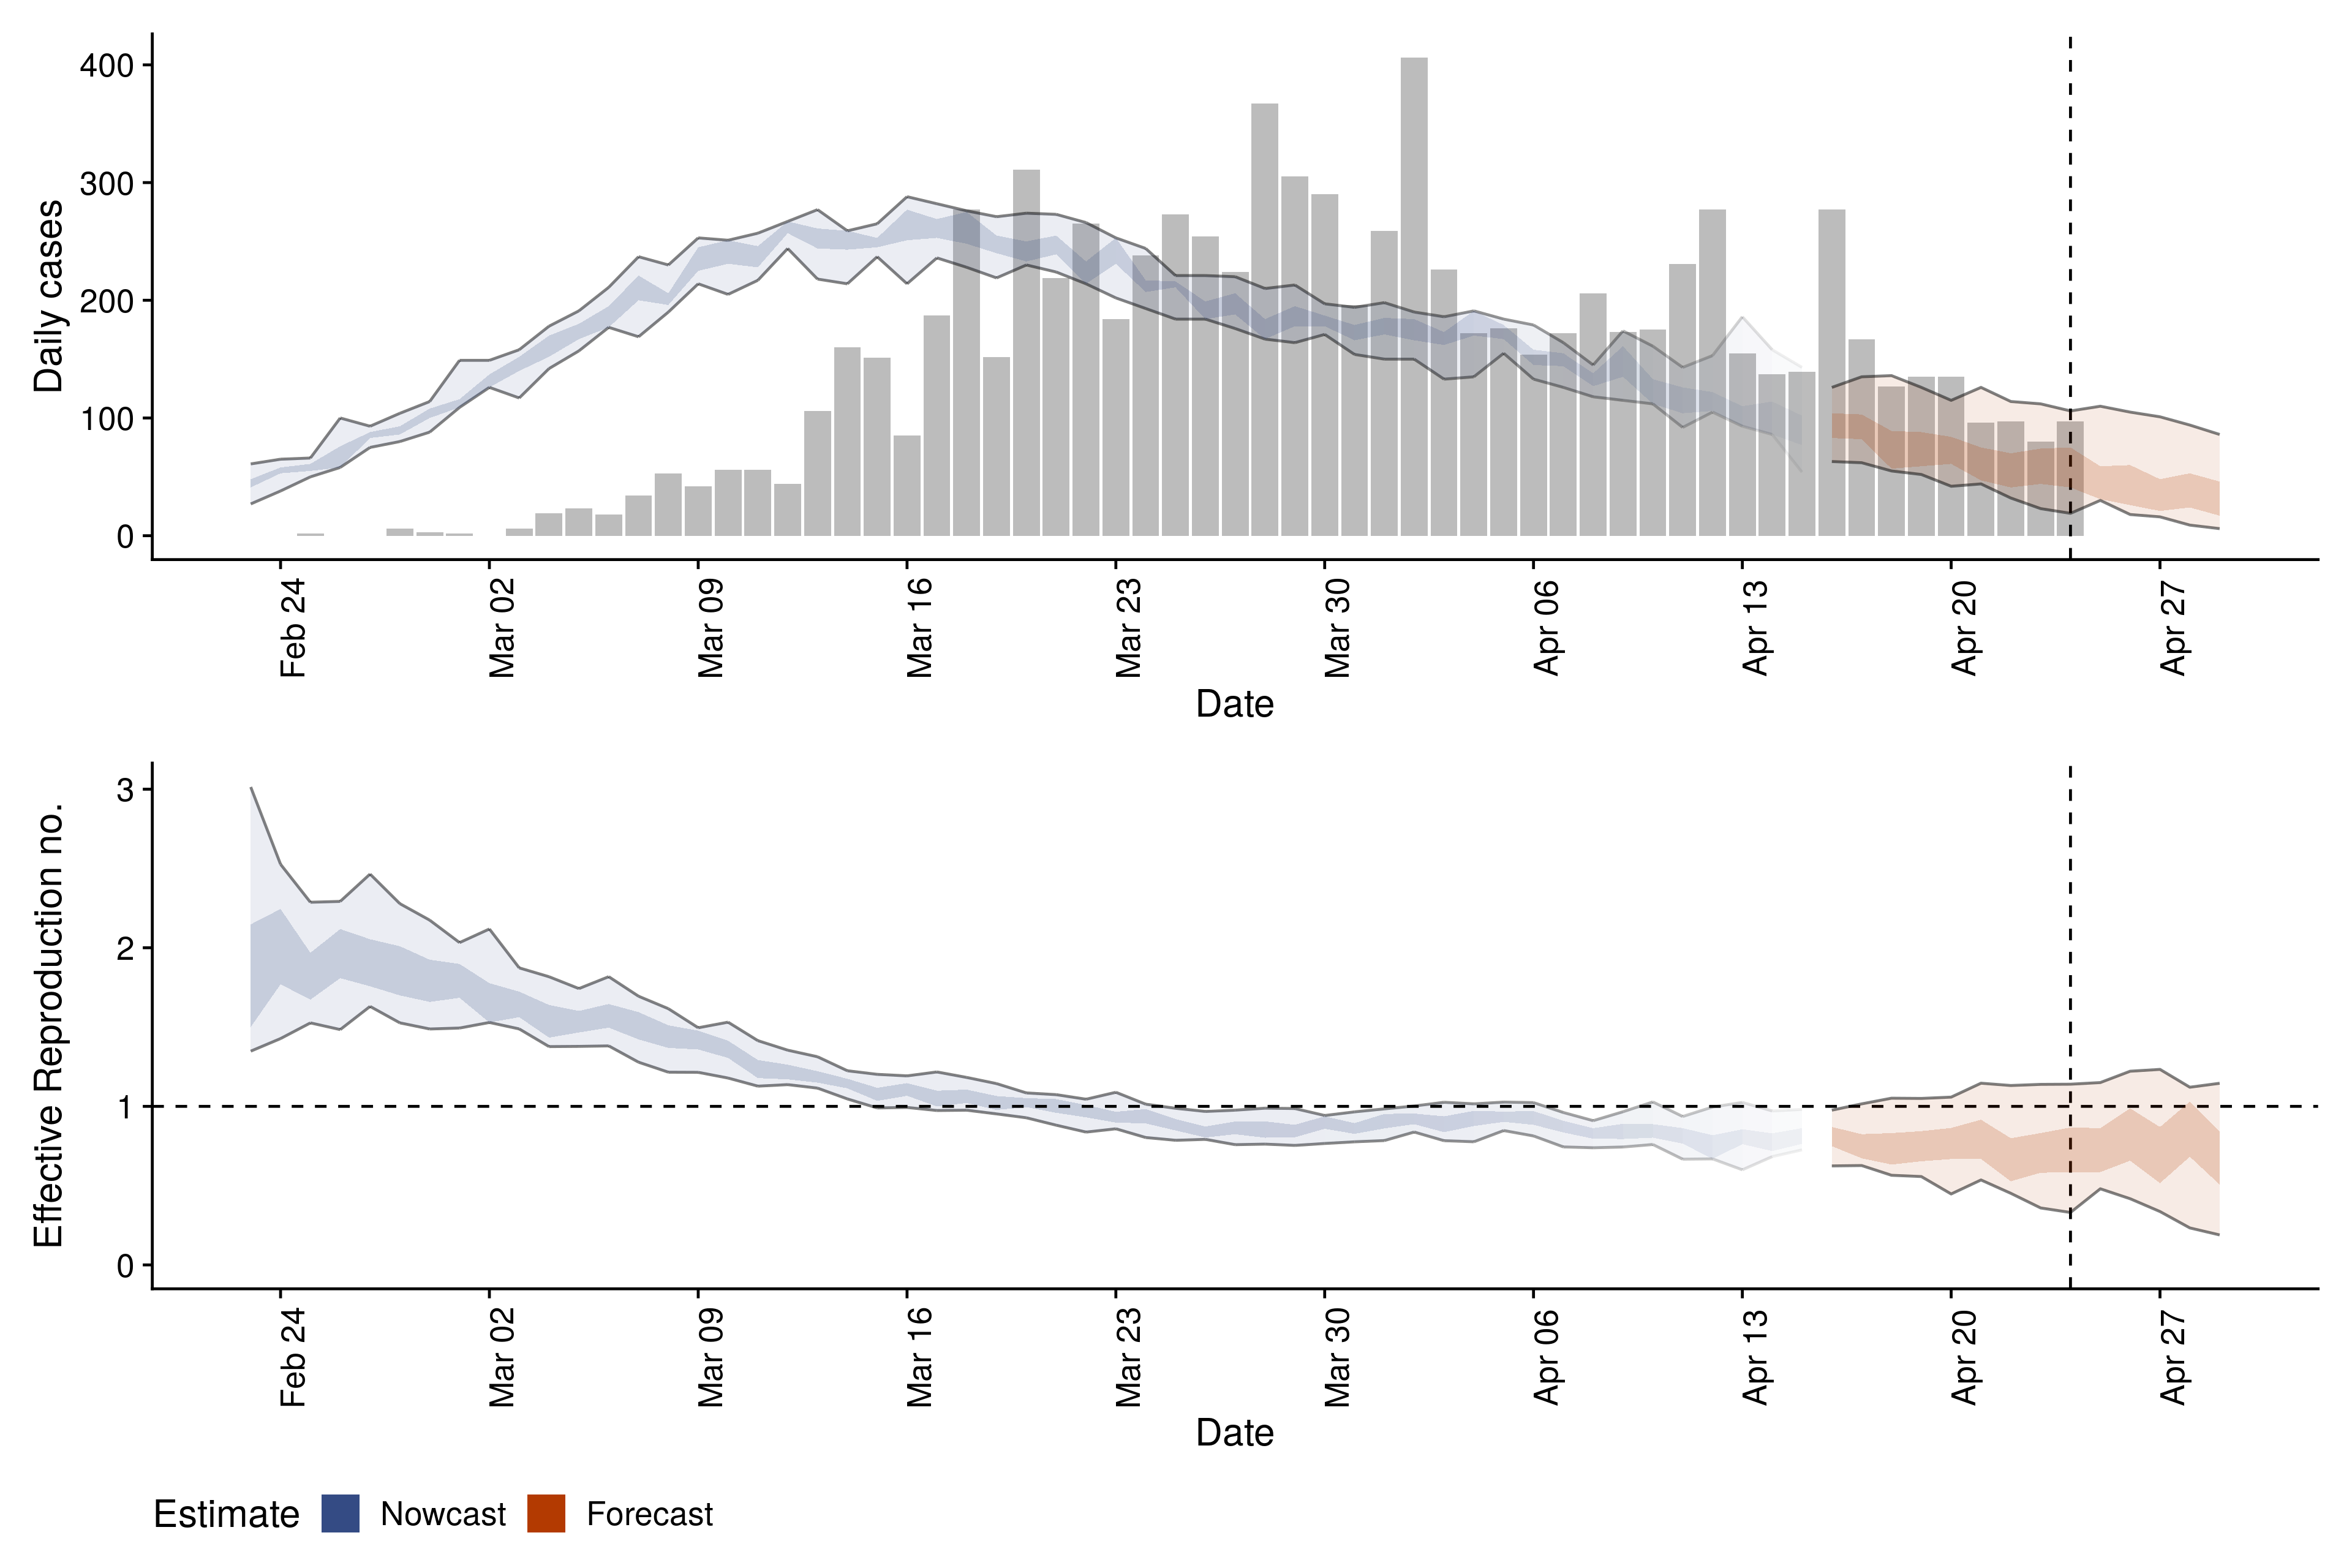 Daily cases
400
300
200
100
0
Feb 24
Mar 02
Mar 09
Mar 16
Mar 23
Mar 30
Apr 06
Apr 13
Apr 20
Apr 27
Date
Effective Reproduction no.
3
2
1
0
Feb 24
Mar 02
Mar 09
Mar 16
Mar 23
Mar 30
Apr 06
Apr 13
Apr 20
Apr 27
Date
Estimate Nowcast Forecast